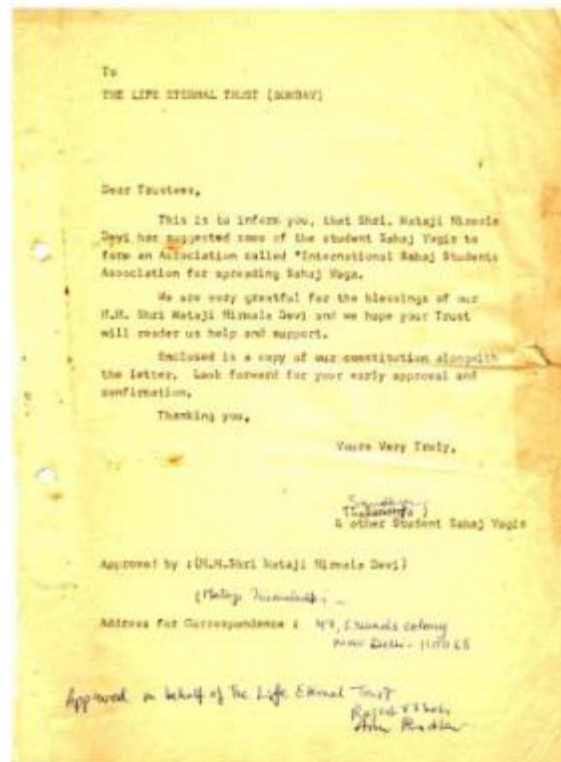 To
THE LIFE ETERNAL TRUST (BOMBAY)
Dear Trustees,
This is to inform you, that Shri. Mataji Nirmala
Devi has suggested some of the student Sahaj Yogis to
form an Association called "International Sahaj Students
Association for spreading Sahaj Yoga.
We are very greatful for the blessings of our
H.H. Shri Mataji Nirmala Devi and we hope your Trust
will render us help and support.
Enclosed is a copy of our constitution alongwith
the letter. Look forward for your early approval and
confirmation.
Thanking you,
Yours Very Truly,
& other Student Sahaj Yogis
Approved by :(H.H.Shri Mataji Nirmala Devi)
(Mataji Nirmala
Address for Correspondence : colony
New Delhi - 110065
Approved on behalf of The Life Eternal Trust